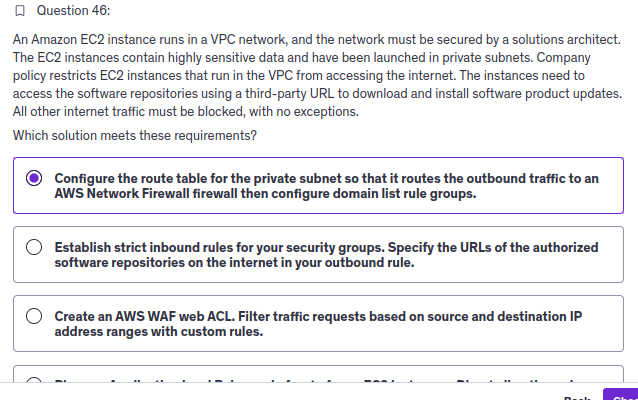 Question 46:
An Amazon EC2 instance runs in a VPC network, and the network must be secured by a solutions architect.
The EC2 instances contain highly sensitive data and have been launched in private subnets. Company
policy restricts EC2 instances that run in the VPC from accessing the internet. The instances need to
access the software repositories using a third-party URL to download and install software product updates.
All other internet traffic must be blocked, with no exceptions.
Which solution meets these requirements?
Configure the route table for the private subnet so that it routes the outbound traffic to an
AWS Network Firewall firewall then configure domain list rule groups.
Establish strict inbound rules for your security groups. Specify the URLs of the authorized
software repositories on the internet in your outbound rule.
Create an AWS WAF web ACL. Filter traffic requests based on source and destination IP
address ranges with custom rules.